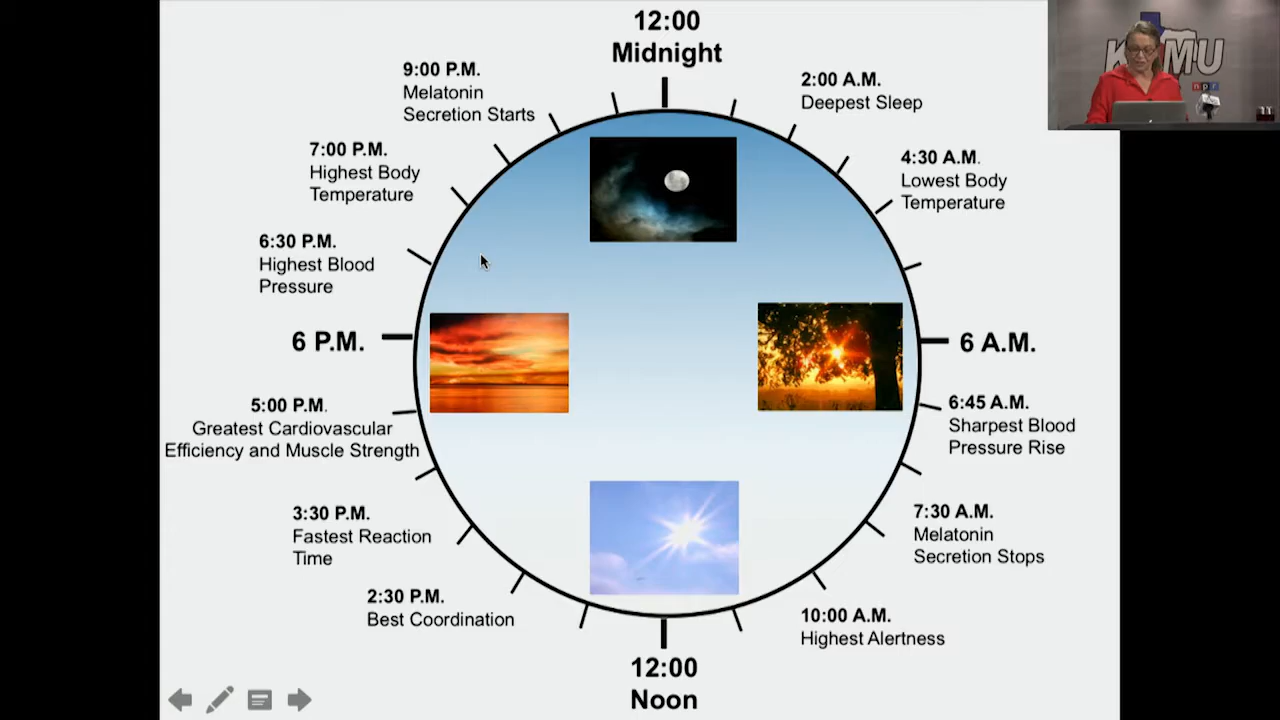 12:00
Midnight
2:00 A.M.
Deepest Sleep
4:30 A.M.
Lowest Body
Temperature
6 A.M.
6:45 A.M.
Sharpest Blood
Pressure Rise
7:30 A.M.
Melatonin
Secretion Stops
10:00 A.M.
Highest Alertness
12:00
Noon
2:30 P.M.
Best Coordination
3:30 P.M.
Fastest Reaction
Time
5:00 P.M.
Greatest Cardiovascular
Efficiency and Muscle Strength
6 P.M.
6:30 P.M.
Highest Blood
Pressure
7:00 P.M.
Highest Body
Temperature
9:00 P.M.
Melatonin
Secretion Starts
npr